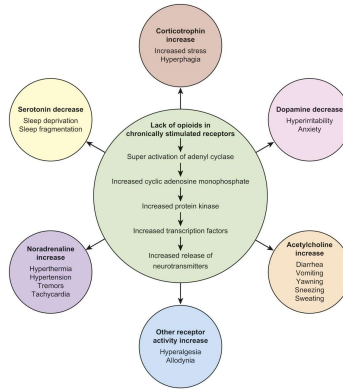 Corticotrophin
increase
Increased stress
Hyperphagia
Serotonin decrease
Sleep deprivation
Sleep fragmentation
Dopamine decrease
Hyperirritability
Anxiety
Lack of opioids in
chronically stimulated receptors
Super activation of adenyl cyclase
Increased cyclic adenosine monophosphate
Increased protein kinase
Increased transcription factors
Increased release of
neurotransmitters
Noradrenaline
increase
Hyperthermia
Hypertension
Tremors
Tachycardia
Acetylcholine
increase
Diarrhea
Vomiting
Yawning
Sneezing
Sweating
Other receptor
activity increase
Hyperalgesia
Allodynia